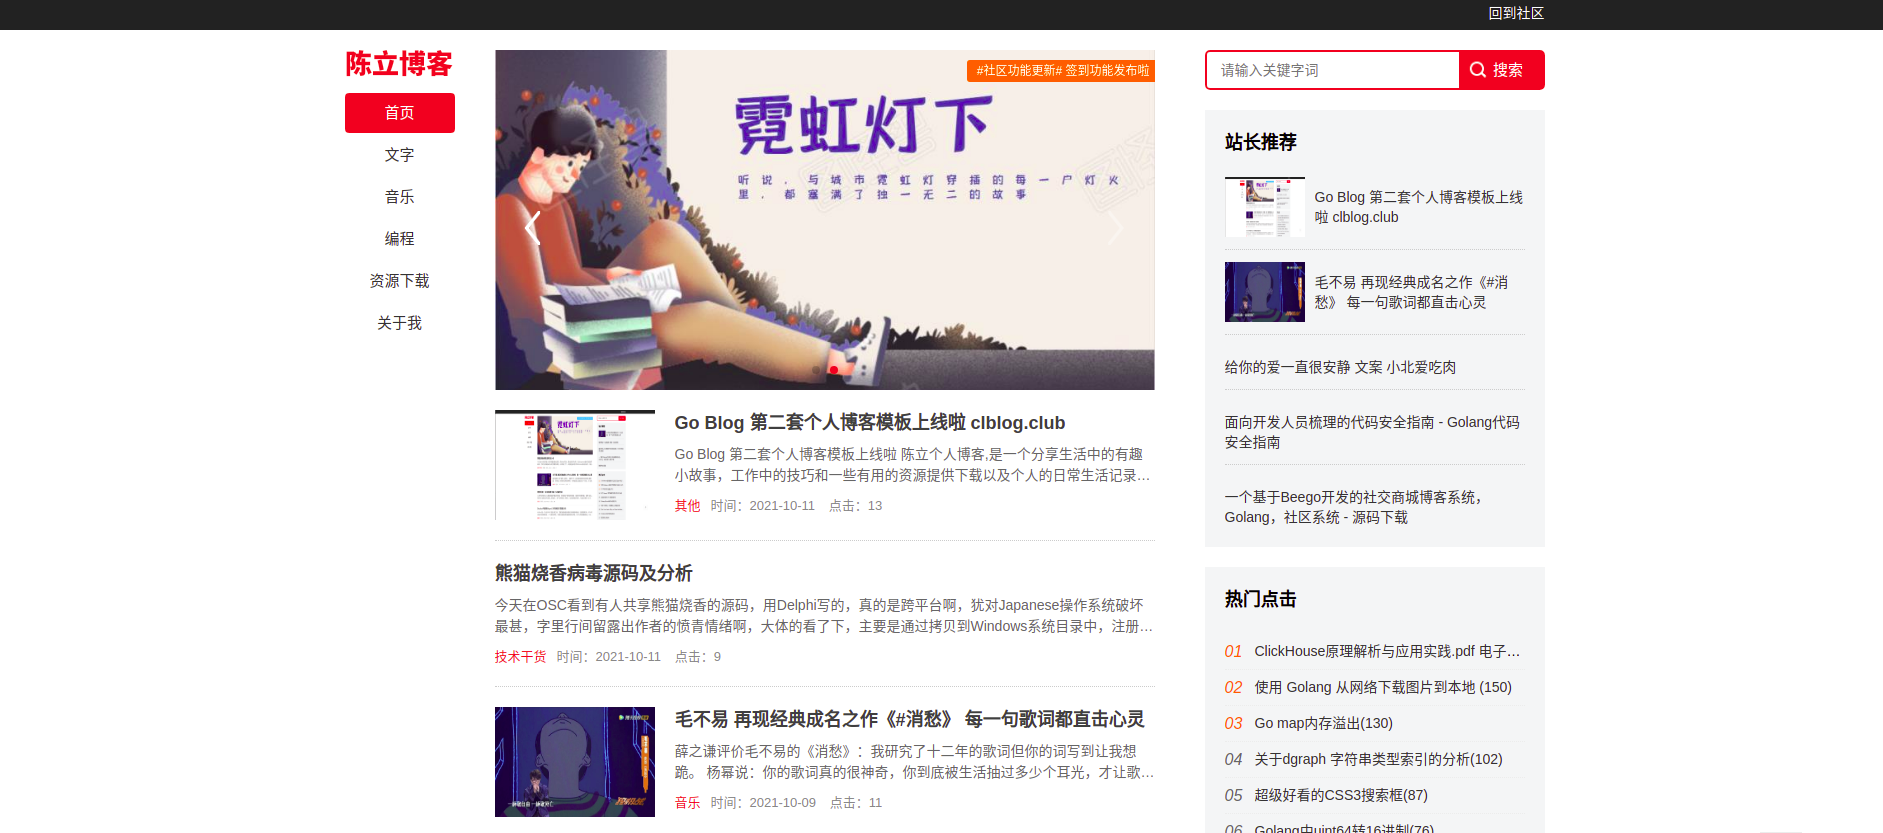 回到社区
陈立博客
首页
文字
音乐
编程
资源下载
关于我
#社区功能更新# 签到功能发布啦
霓虹灯下
听说，与城市霓虹灯穿插的每一户灯火
里，都塞满了独一无二的故事
Go Blog 第二套个人博客模板上线啦 clblog.club
Go Blog 第二套个人博客模板上线啦 陈立个人博客,是一个分享生活中的有趣
小故事，工作中的技巧和一些有用的资源提供下载以及个人的日常生活记录…
其他 时间：2021-10-11 点击：13
熊猫烧香病毒源码及分析
今天在OSC看到有人共享熊猫烧香的源码，用Delphi写的，真的是跨平台啊，犹对Japanese操作系统破坏
最甚，字里行间留露出作者的愤青情绪啊，大体的看了下，主要是通过拷贝到Windows系统目录中，注册…
技术干货 时间：2021-10-11 点击：9
毛不易 再现经典成名之作《#消愁》 每一句歌词都直击心灵
薛之谦评价毛不易的《消愁》：我研究了十二年的歌词但你的词写到让我想
跪。 杨幂说：你的歌词真的很神奇，你到底被生活抽过多少个耳光，才让歌…
音乐 时间：2021-10-09 点击：11
请输入关键字词
搜索
站长推荐
Go Blog 第二套个人博客模板上线
啦 clblog.club
毛不易 再现经典成名之作《#消
愁》 每一句歌词都直击心灵
给你的爱一直很安静 文案 小北爱吃肉
面向开发人员梳理的代码安全指南 - Golang代码
安全指南
一个基于Beego开发的社交商城博客系统，
Golang，社区系统 - 源码下载
热门点击
01 ClickHouse原理解析与应用实践.pdf 电子…
02 使用 Golang 从网络下载图片到本地 (150)
03 Go map内存溢出(130)
04 关于dgraph 字符串类型索引的分析(102)
05 超级好看的CSS3搜索框(87)
06 Golang中uint64转16进制(76)